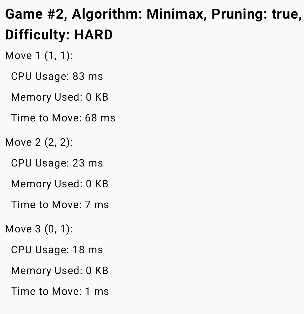 Game #2, Algorithm: Minimax, Pruning: true,
Difficulty: HARD
Move 1 (1, 1):
CPU Usage: 83 ms
Memory Used: 0 KB
Time to Move: 68 ms
Move 2 (2, 2):
CPU Usage: 23 ms
Memory Used: 0 KB
Time to Move: 7 ms
Move 3 (0, 1):
CPU Usage: 18 ms
Memory Used: 0 KB
Time to Move: 1 ms